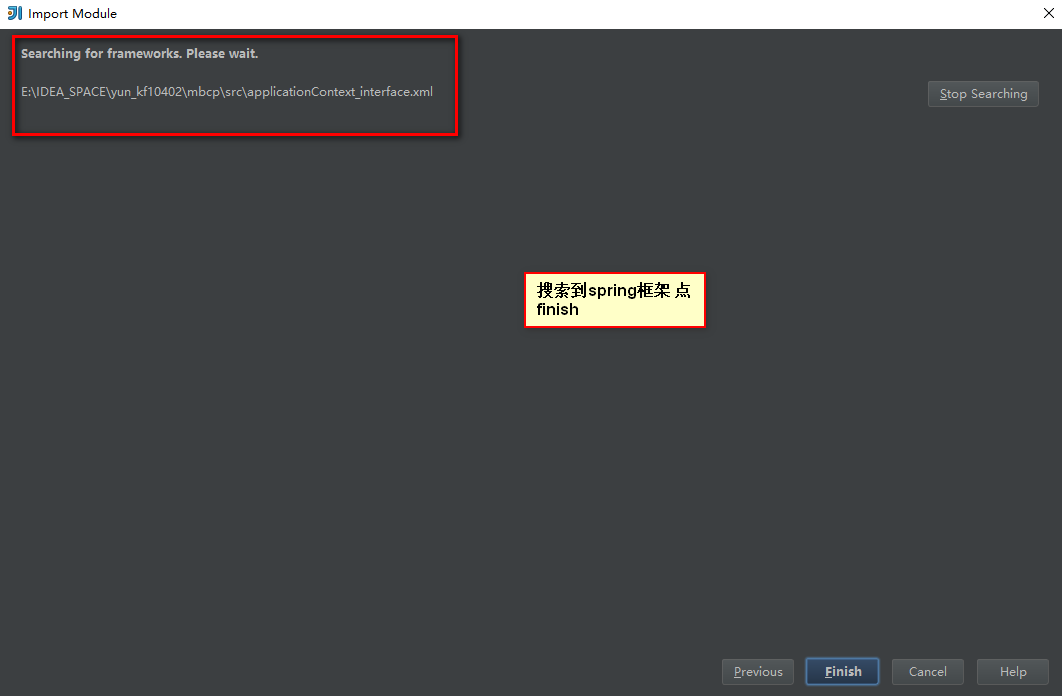 Import Module
Searching for frameworks. Please wait.
E:\IDEA_SPACE\yun_kf10402\mbcp\src\applicationContext_interface.xml
Stop Searching
搜索到spring框架 点
finish
Previous
Finish
Cancel
Help